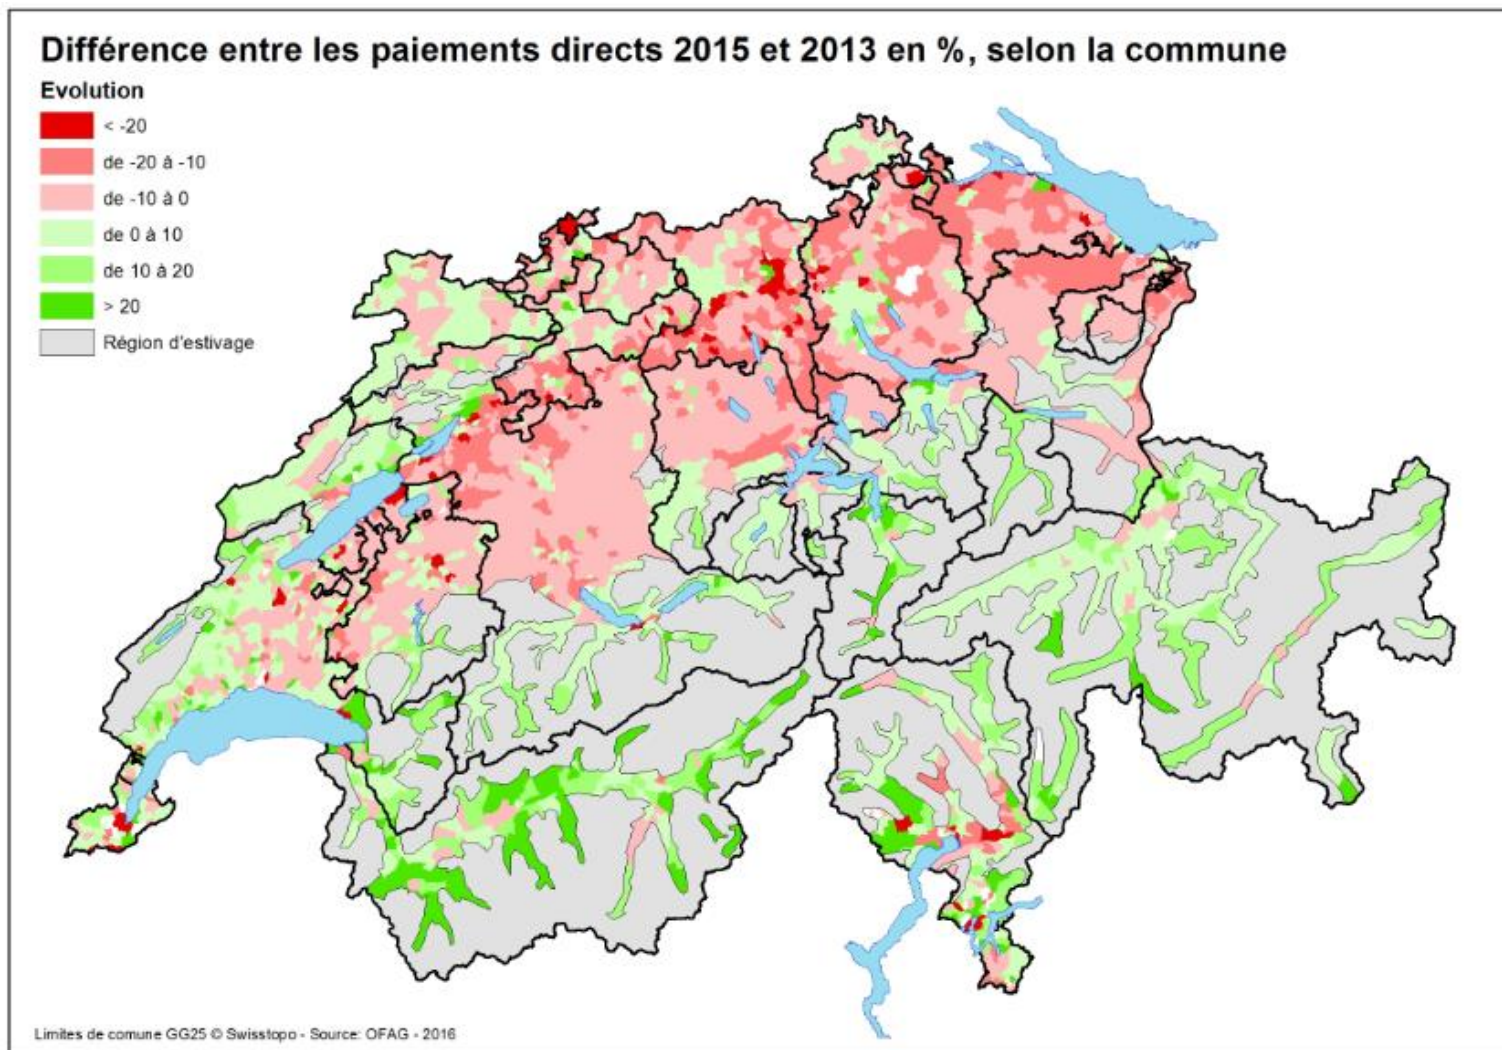 Différence entre les paiements directs 2015 et 2013 en %, selon la commune
Evolution
< -20
de -20 à -10
de -10 à 0
de 0 à 10
de 10 à 20
> 20
Région d'estivage
Limites de comune GG25 © Swisstopo - Source: OFAG - 2016